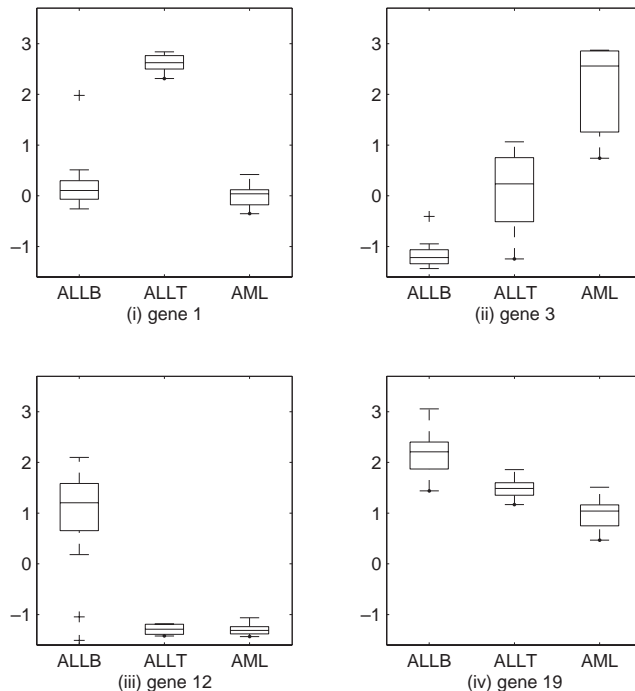 3
2
1
0
−1
ALLB ALLT AML
(i) gene 1
3
2
1
0
−1
ALLB ALLT AML
(ii) gene 3
3
2
1
0
−1
ALLB ALLT AML
(iii) gene 12
3
2
1
0
−1
ALLB ALLT AML
(iv) gene 19